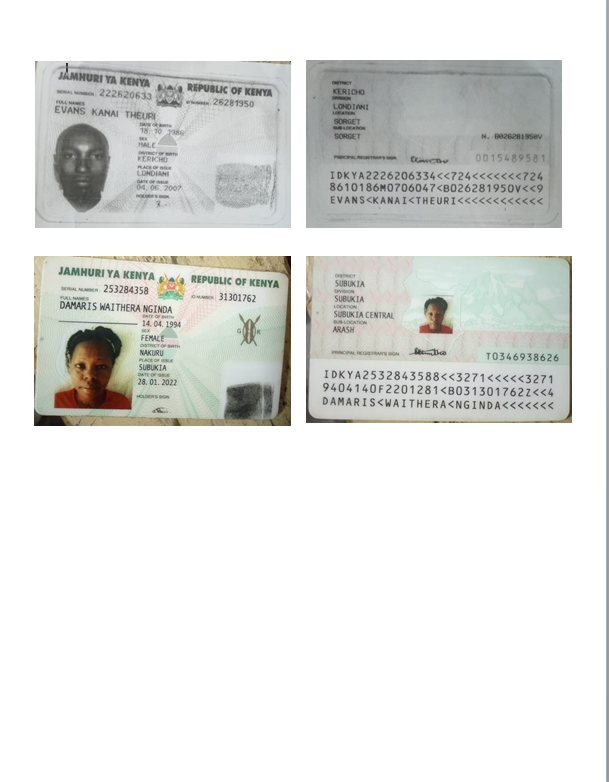 JAMHURI YA KENYA
REPUBLIC OF KENYA
SERIAL NUMBER: 222620633
ID NUMBER: 26281950
FULL NAMES
EVANS KANAI THEURI
DATE OF BIRTH
18. 10. 1986
SEX
MALE
DISTRICT OF BIRTH
KERICHO
PLACE OF ISSUE
LONDIANI
DATE OF ISSUE
04. 06. 2007
HOLDER'S SIGN
DISTRICT
KERICHO
DIVISION
LONDIANI
LOCATION
SORGET
SORGET
N. B026281950V
PRINCIPAL REGISTRAR'S SIGN.
0015489581
IDKYA2226206334<<724<<<<<<724
8610186M0706047<B026281950V<<9
EVANS<KANAI<THEURI<<<<<<<<<<<<
JAMHURI YA KENYA
REPUBLIC OF KENYA
SERIAL NUMBER: 253284358
ID NUMBER: 31301762
FULL NAMES
DAMARIS WAITHERA NGINDA
DATE OF BIRTH
14. 04. 1994
SEX
FEMALE
G K
DISTRICT OF BIRTH
NAKURU
PLACE OF ISSUE
SUBUKIA
DATE OF ISSUE
28. 01. 2022
HOLDER'S SIGN
DISTRICT
SUBUKIA
DIVISION
SUBUKIA
LOCATION
SUBUKIA CENTRAL
SUB-LOCATION
ARASH
PRINCIPAL REGISTRAR'S SIGN.
T0346938626
IDKYA2532843588<<3271<<<<<3271
9404140F2201281<B031301762Z<<4
DAMARIS<WAITHERA<NGINDA<<<<<<<